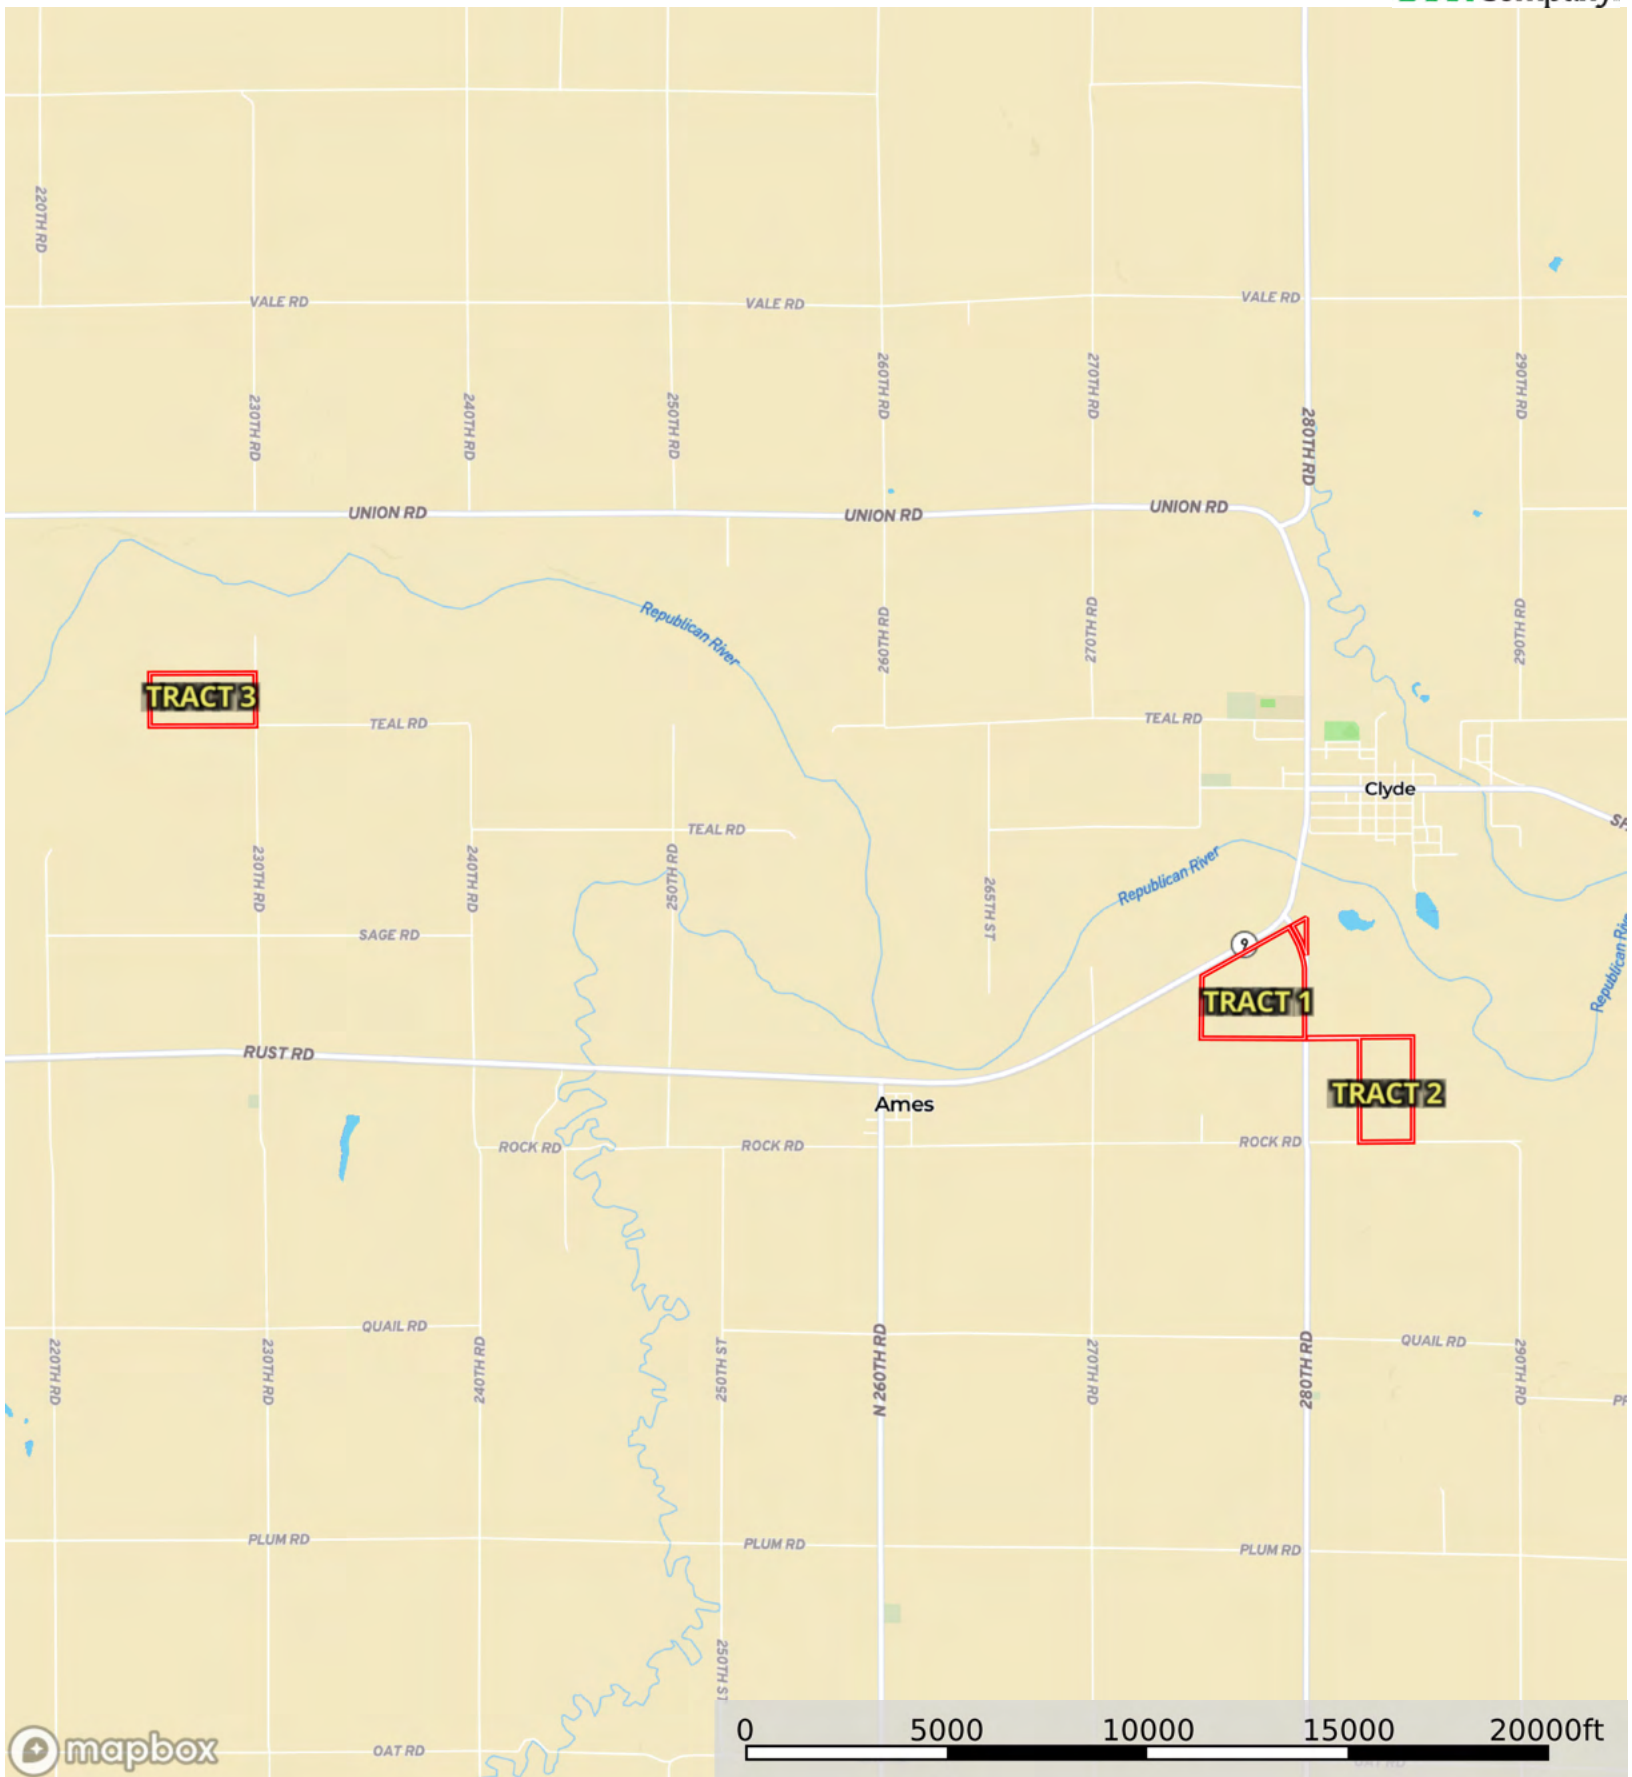 Company
220TH RD
VALE RD
VALE RD
VALE RD
260TH RD
270TH RD
290TH RD
230TH RD
240TH RD
250TH RD
280TH RD
UNION RD
UNION RD
UNION RD
Republican River
260TH RD
270TH RD
290TH RD
TRACT 3
TEAL RD
TEAL RD
Clyde
TEAL RD
230TH RD
240TH RD
250TH RD
265TH ST
Republican River
SAGE RD
9
TRACT 1
RUST RD
TRACT 2
Ames
ROCK RD
ROCK RD
ROCK RD
QUAIL RD
QUAIL RD
220TH RD
230TH RD
240TH RD
250TH ST
N 260TH RD
270TH RD
280TH RD
290TH RD
PLUM RD
PLUM RD
PLUM RD
250TH ST
OAT RD
mapbox
0 5000 10000 15000 20000ft